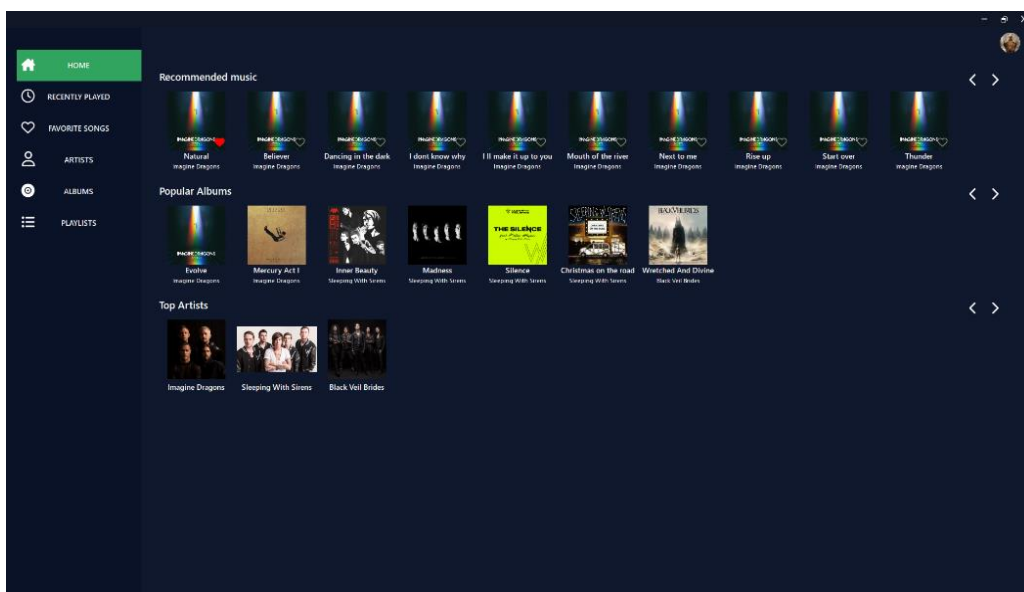 HOME
RECENTLY PLAYED
FAVORITE SONGS
ARTISTS
ALBUMS
PLAYLISTS
Recommended music
Natural
Imagine Dragons
Believer
Imagine Dragons
Dancing in the dark
Imagine Dragons
I dont know why
Imagine Dragons
I ll make it up to you
Imagine Dragons
Mouth of the river
Imagine Dragons
Next to me
Imagine Dragons
Rise up
Imagine Dragons
Start over
Imagine Dragons
Thunder
Imagine Dragons
Popular Albums
Evolve
Imagine Dragons
Mercury Act I
Imagine Dragons
Inner Beauty
Sleeping With Sirens
Madness
Sleeping With Sirens
THE SILENCE
Silence
Sleeping With Sirens
Christmas on the road
Sleeping With Sirens
BLACK VEIL BRIDES
Wretched And Divine
Black Veil Brides
Top Artists
Imagine Dragons
Sleeping With Sirens
Black Veil Brides